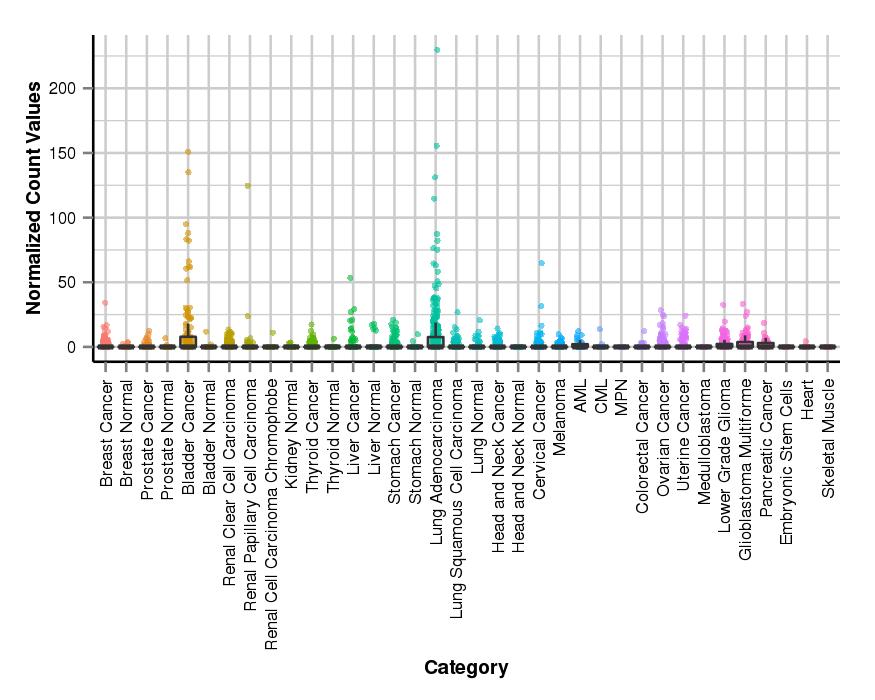 Normalized Count Values
200
150
100
50
0
Breast Cancer
Breast Normal
Prostate Cancer
Prostate Normal
Bladder Cancer
Bladder Normal
Renal Clear Cell Carcinoma
Renal Papillary Cell Carcinoma
Renal Cell Carcinoma Chromophobe
Kidney Normal
Thyroid Cancer
Thyroid Normal
Liver Cancer
Liver Normal
Stomach Cancer
Stomach Normal
Lung Adenocarcinoma
Lung Squamous Cell Carcinoma
Lung Normal
Head and Neck Cancer
Head and Neck Normal
Cervical Cancer
Melanoma
AML
CML
MPN
Colorectal Cancer
Ovarian Cancer
Uterine Cancer
Medulloblastoma
Lower Grade Glioma
Glioblastoma Multiforme
Pancreatic Cancer
Embryonic Stem Cells
Heart
Skeletal Muscle
Category